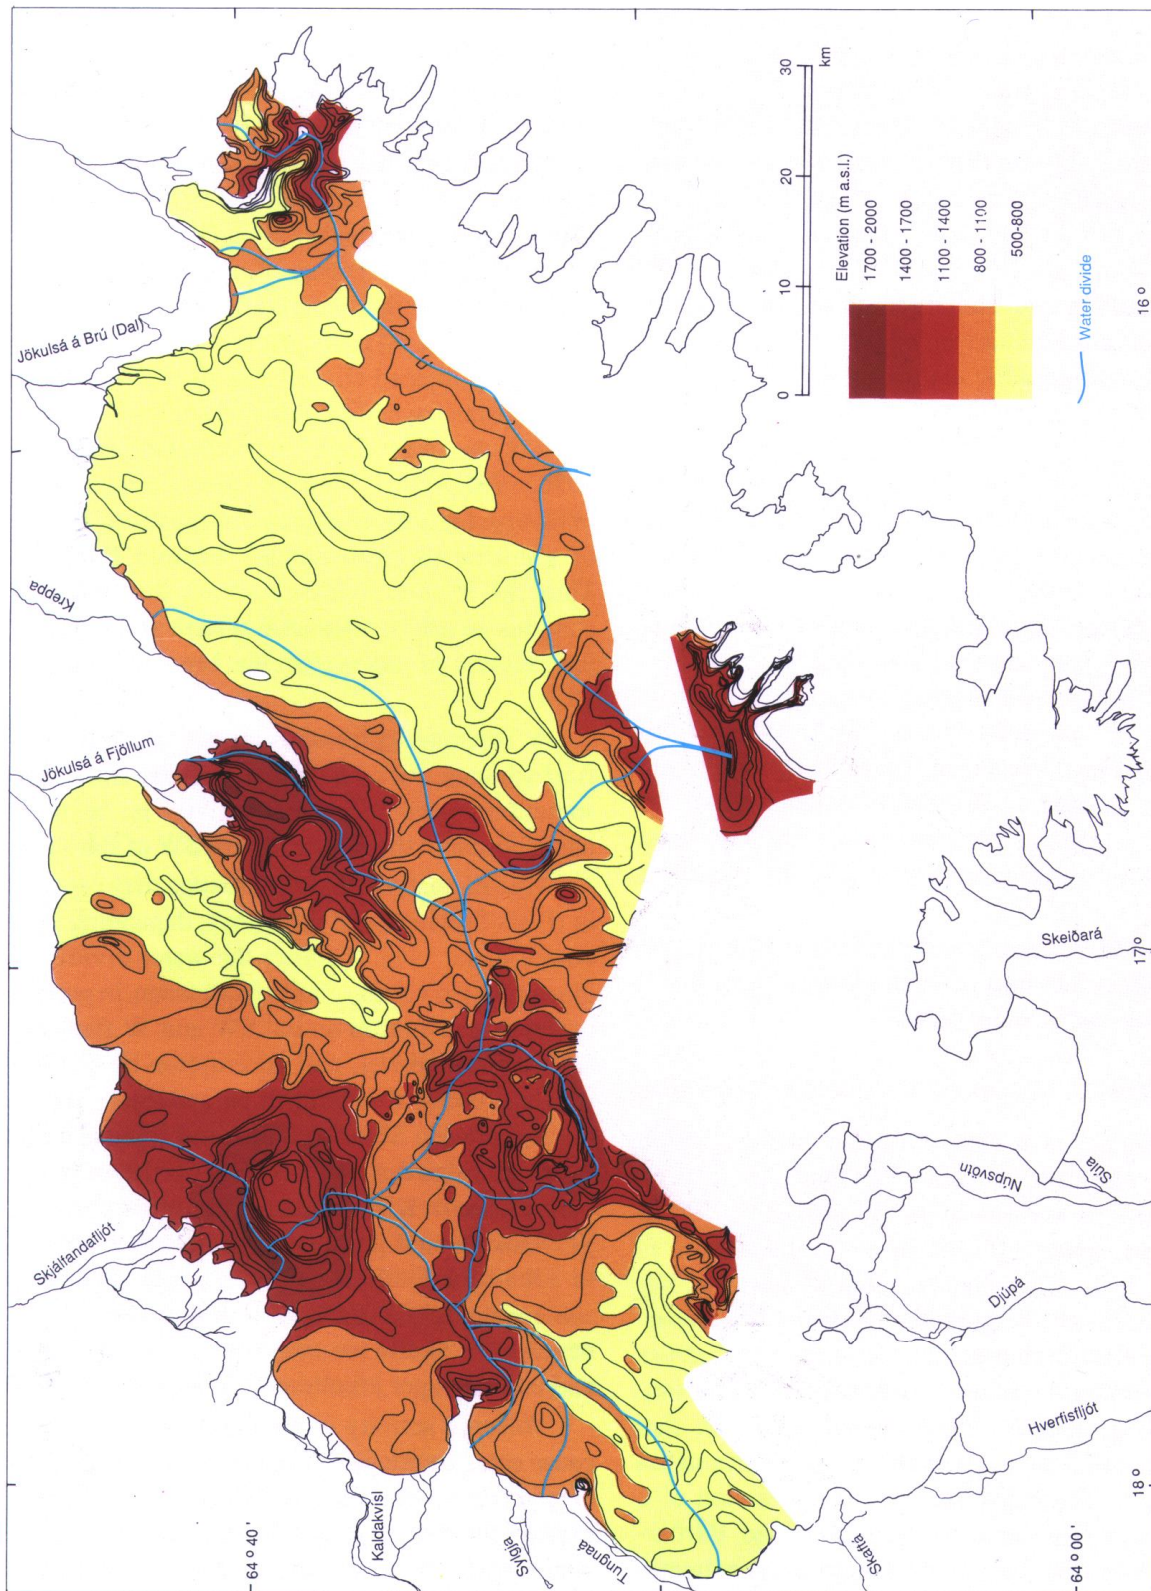 Jökulsá á Brú (Dal)
Kreppa
Jökulsá á Fjöllum
Skjálfandafljót
Kaldakvísl
Sylgja
Tungnaá
Skaftá
Hverfisfljót
Djúpá
Núpsvötn
Súla
Skeiðará
64° 40'
64° 00'
18°
17°
16°
0 10 20 30
km
Elevation (m a.s.l.)
1700 - 2000
1400 - 1700
1100 - 1400
800 - 1100
500-800
Water divide